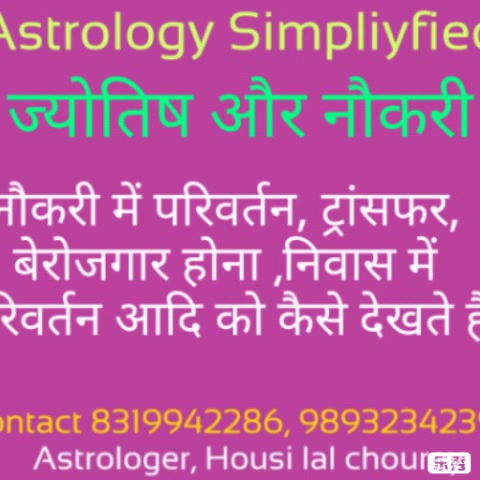 Astrology Simpliyfied
ज्योतिष और नौकरी
नौकरी में परिवर्तन, ट्रांसफर,
बेरोजगार होना ,निवास में
रिवर्तन आदि को कैसे देखते है
ontact 8319942286, 989323423
Astrologer, Housi lal